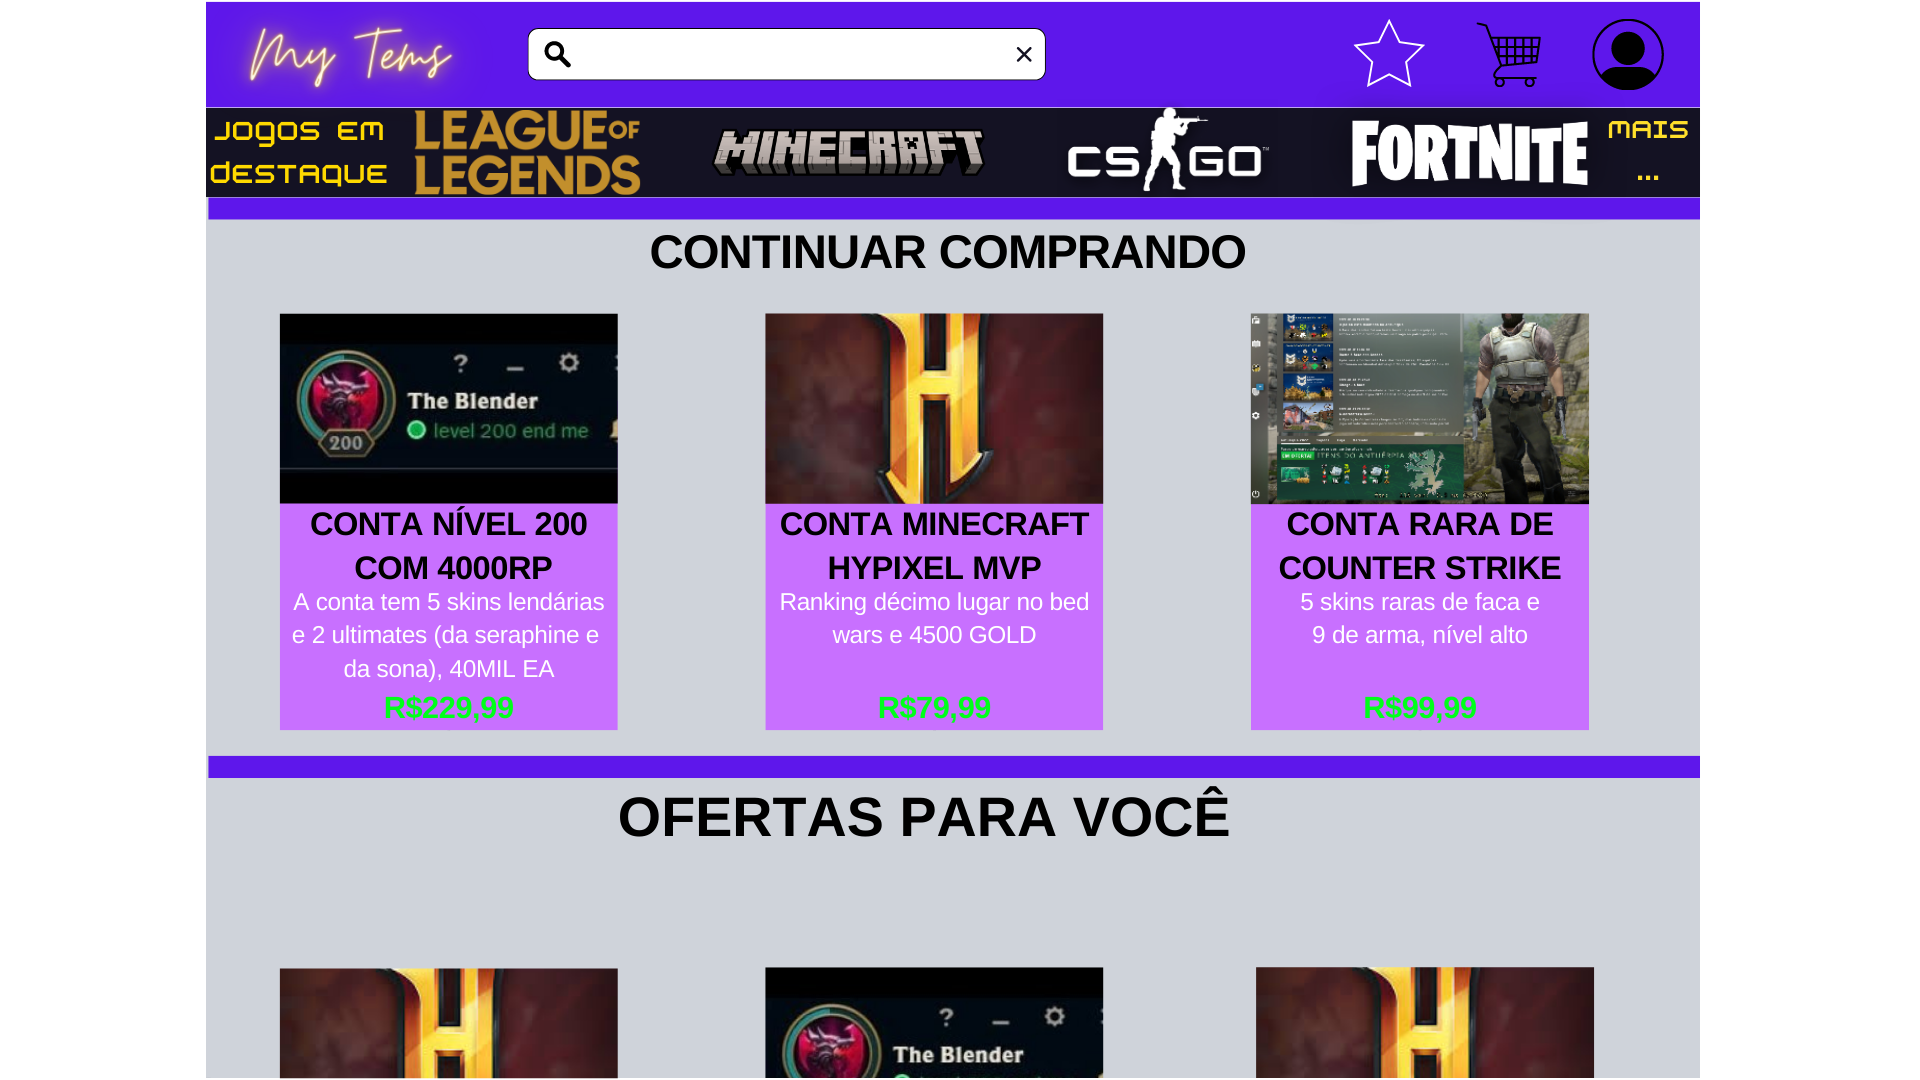 My Tems
JOGOS EM
DESTAQUE
LEAGUE OF
LEGENDS
MINECRAFT
CS GO™
FORTNITE
MAIS
...
CONTINUAR COMPRANDO
?
The Blender
level 200 end me
200
CONTA NÍVEL 200
COM 4000RP
A conta tem 5 skins lendárias
e 2 ultimates (da seraphine e
da sona), 40MIL EA
R$229,99
H
CONTA MINECRAFT
HYPIXEL MVP
Ranking décimo lugar no bed
wars e 4500 GOLD
R$79,99
ITENS DO ANTUÉRPIA
CONTA RARA DE
COUNTER STRIKE
5 skins raras de faca e
9 de arma, nível alto
R$99,99
OFERTAS PARA VOCÊ
H
?
The Blender
H